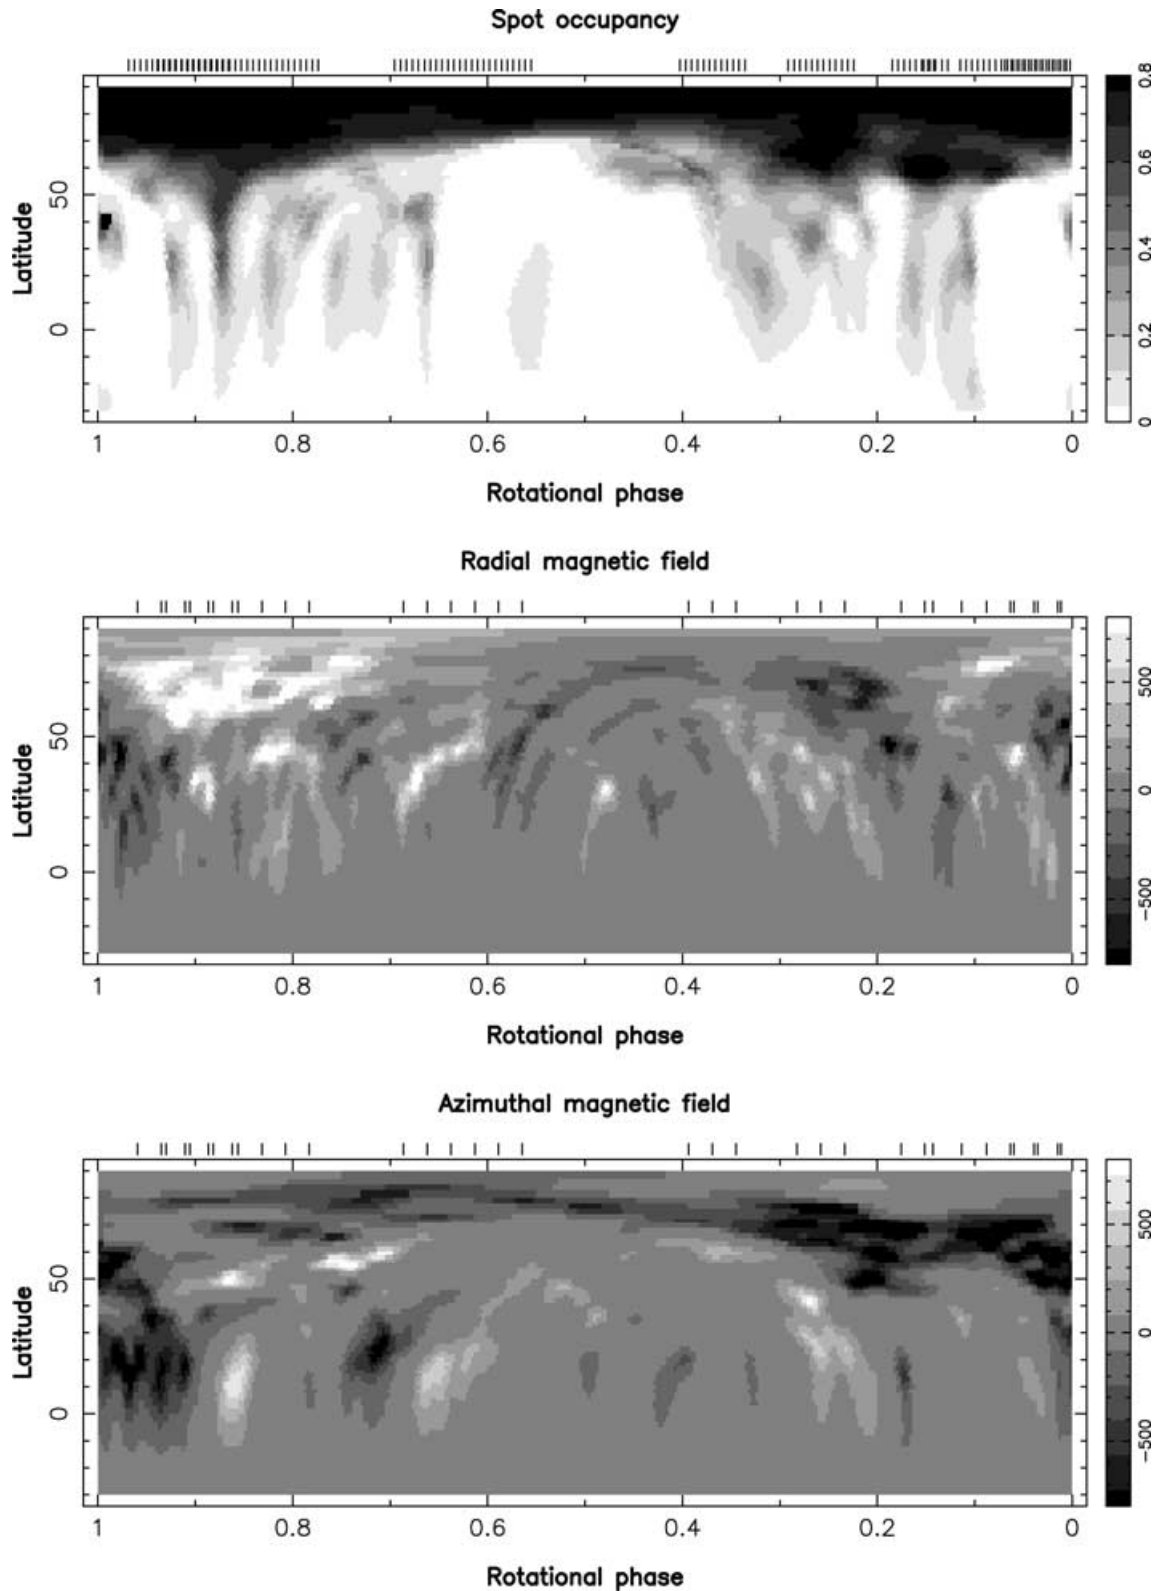 Spot occupancy
50
0
Latitude
1 0.8 0.6 0.4 0.2 0
Rotational phase
0 0.2 0.4 0.6 0.8
Radial magnetic field
50
0
Latitude
1 0.8 0.6 0.4 0.2 0
Rotational phase
−500 0 500
Azimuthal magnetic field
50
0
Latitude
1 0.8 0.6 0.4 0.2 0
Rotational phase
−500 0 500